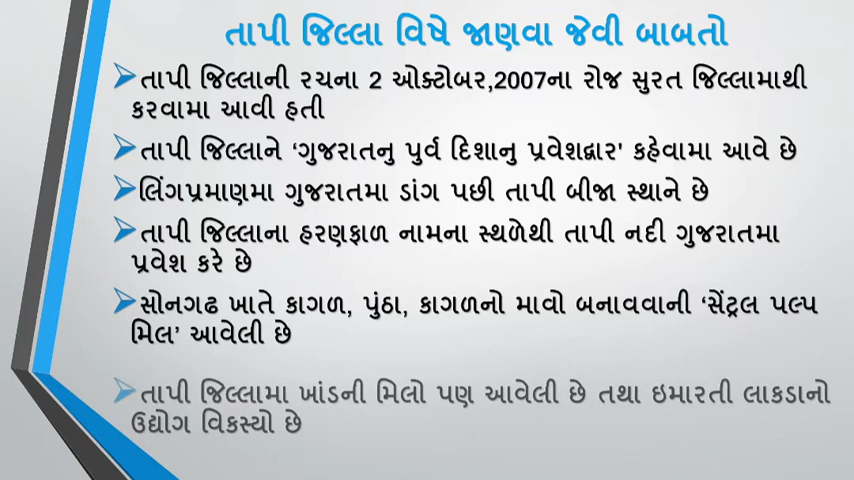 તાપી જિલ્લા વિષે જાણવા જેવી બાબતો
તાપી જિલ્લાની રચના 2 ઓક્ટોબર,2007ના રોજ સુરત જિલ્લામાથી
કરવામા આવી હતી
તાપી જિલ્લાને ‘ગુજરાતનુ પુર્વ દિશાનુ પ્રવેશદ્વાર' કહેવામા આવે છે
લિંગપ્રમાણમા ગુજરાતમા ડાંગ પછી તાપી બીજા સ્થાને છે
તાપી જિલ્લાના હરણફાળ નામના સ્થળેથી તાપી નદી ગુજરાતમા
પ્રવેશ કરે છે
સોનગઢ ખાતે કાગળ, પુંઠા, કાગળનો માવો બનાવવાની ‘સેંટ્રલ પલ્પ
મિલ’ આવેલી છે
તાપી જિલ્લામા ખાંડની મિલો પણ આવેલી છે તથા ઇમારતી લાકડાનો
ઉદ્યોગ વિકસ્યો છે